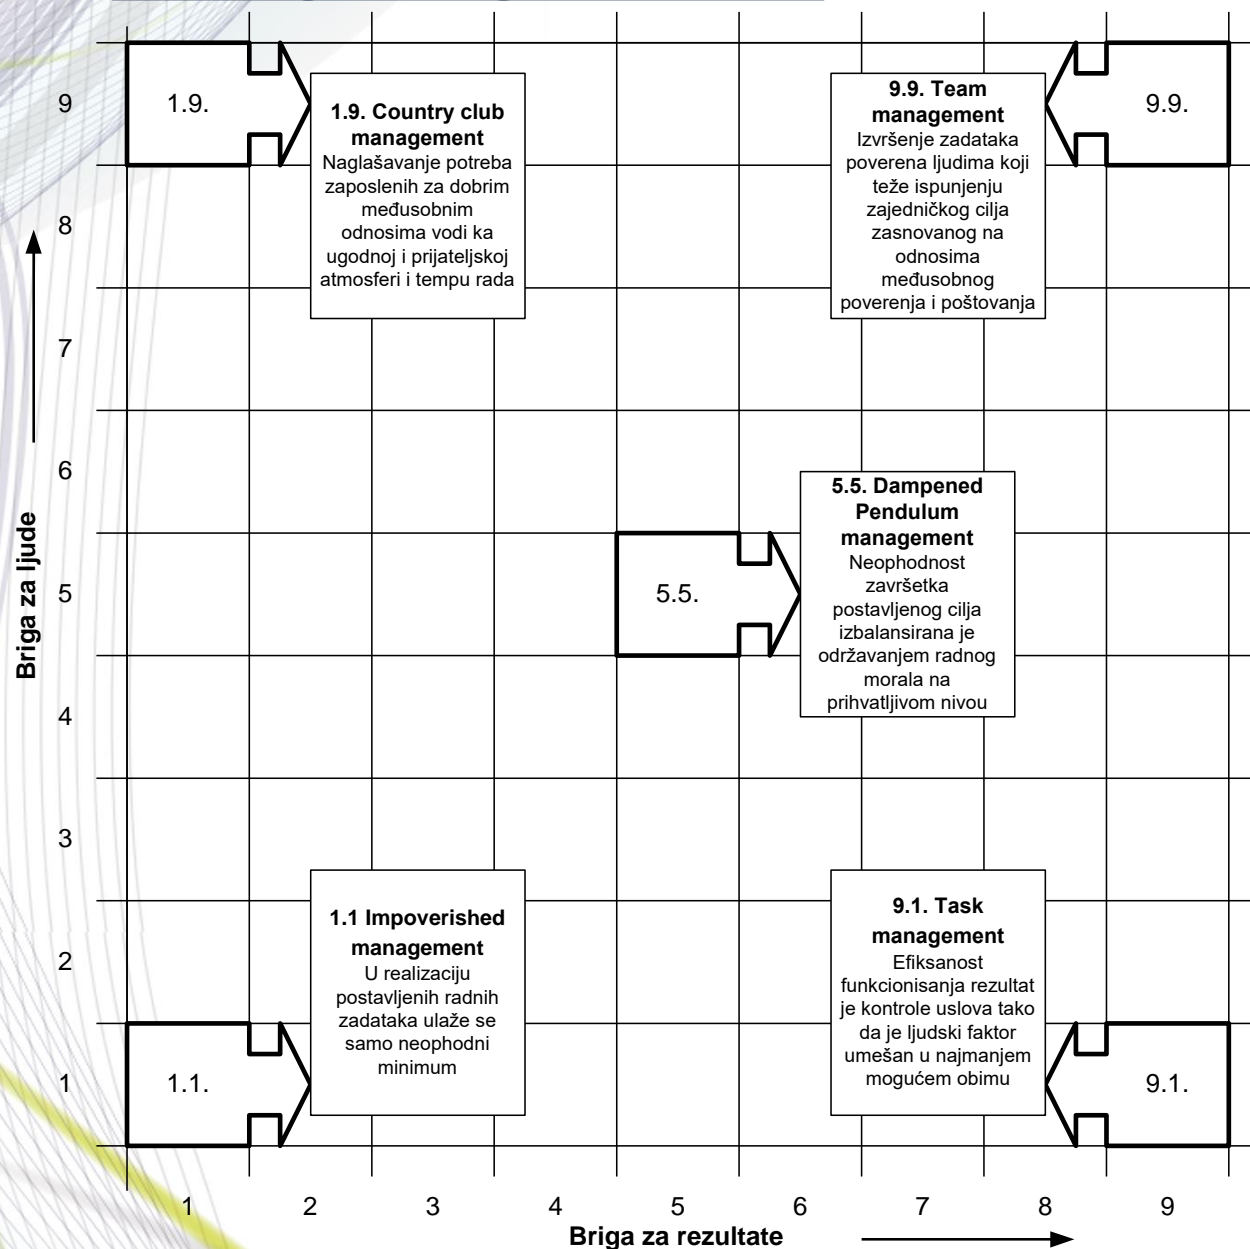 9
1.9.
1.9. Country club
management
Naglašavanje potreba
zaposlenih za dobrim
međusobnim
odnosima vodi ka
ugodnoj i prijateljskoj
atmosferi i tempu rada
9.9. Team
management
Izvršenje zadataka
poverena ljudima koji
teže ispunjenju
zajedničkog cilja
zasnovanog na
odnosima
međusobnog
poverenja i poštovanja
9.9.
8
7
6
Briga za ljude
5
5.5.
5.5. Dampened
Pendulum
management
Neophodnost
završetka
postavljenog cilja
izbalansirana je
održavanjem radnog
morala na
prihvatljivom nivou
4
3
2
1.1 Impoverished
management
U realizaciju
postavljenih radnih
zadataka ulaže se
samo neophodni
minimum
9.1. Task
management
Efiksanost
funkcionisanja rezultat
je kontrole uslova tako
da je ljudski faktor
umešan u najmanjem
mogućem obimu
1
1.1.
9.1.
1 2 3 4 5 6 7 8 9
Briga za rezultate